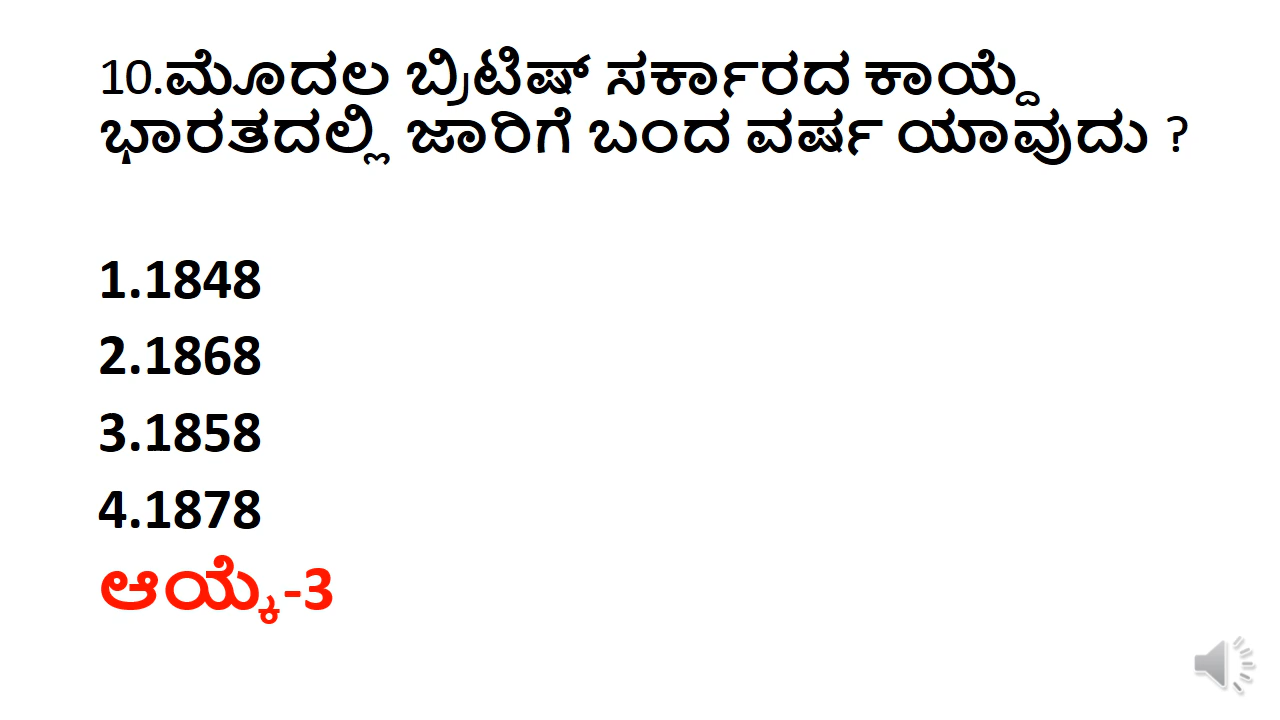 10.ಮೊದಲ ಬ್ರಿಟಿಷ್ ಸರ್ಕಾರದ ಕಾಯ್ದೆ
ಭಾರತದಲ್ಲಿ ಜಾರಿಗೆ ಬಂದ ವರ್ಷ ಯಾವುದು ?
1.1848
2.1868
3.1858
4.1878
ಆಯ್ಕೆ-3